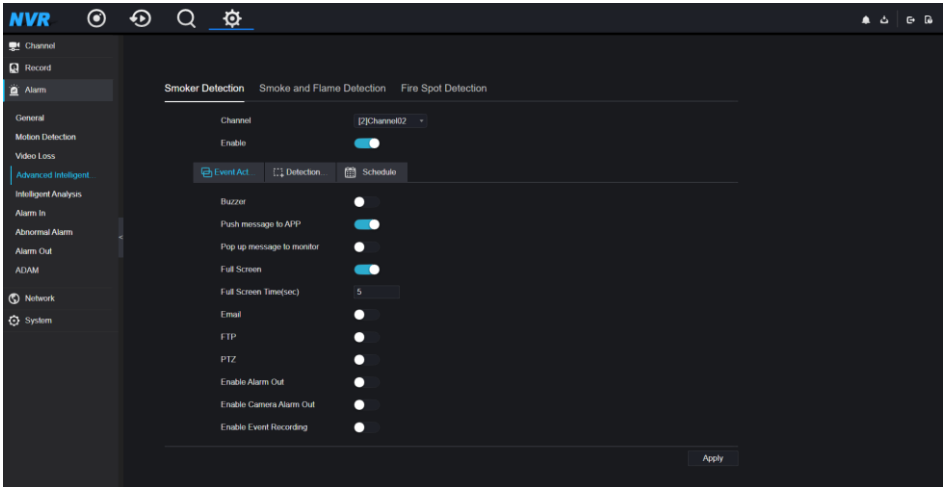 NVR
Channel
Record
Alarm
General
Motion Detection
Video Loss
Advanced Intelligent...
Intelligent Analysis
Alarm In
Abnormal Alarm
Alarm Out
ADAM
Network
System
Smoker Detection Smoke and Flame Detection Fire Spot Detection
Channel [2]Channel02
Enable
Event Act... Detection... Schedule
Buzzer
Push message to APP
Pop up message to monitor
Full Screen
Full Screen Time(sec) 5
Email
FTP
PTZ
Enable Alarm Out
Enable Camera Alarm Out
Enable Event Recording
Apply